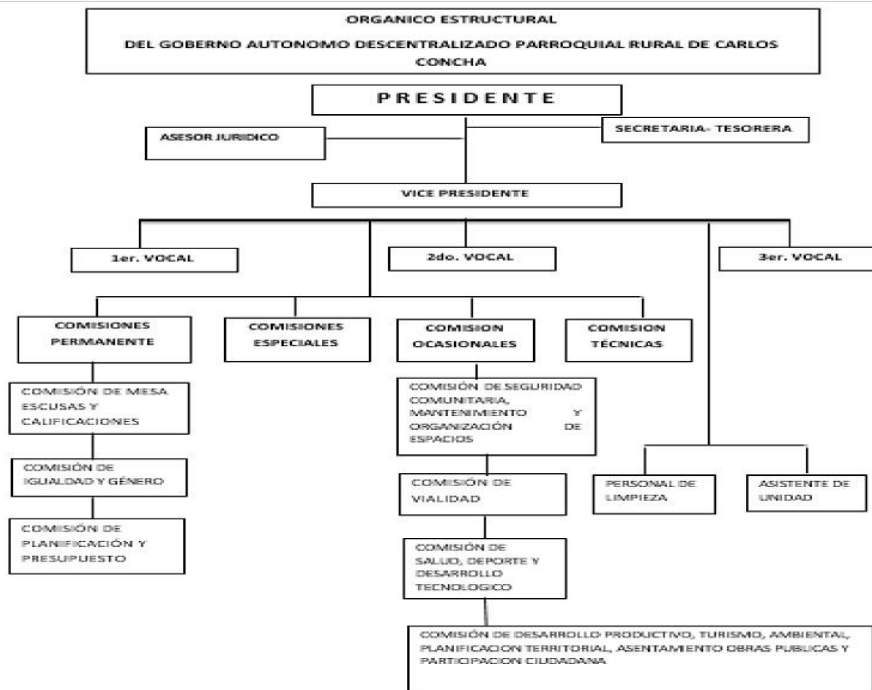 ORGANICO ESTRUCTURAL
DEL GOBERNO AUTONOMO DESCENTRALIZADO PARROQUIAL RURAL DE CARLOS
CONCHA
PRESIDENTE
ASESOR JURIDICO
SECRETARIA- TESORERA
VICE PRESIDENTE
1er. VOCAL
2do. VOCAL
3er. VOCAL
COMISIONES
PERMANENTE
COMISIONES
ESPECIALES
COMISION
OCASIONALES
COMISION
TÉCNICAS
COMISIÓN DE MESA
ESCUSAS Y
CALIFICACIONES
COMISIÓN DE
IGUALDAD Y GÉNERO
COMISIÓN DE
PLANIFICACIÓN Y
PRESUPUESTO
COMISIÓN DE SEGURIDAD
COMUNITARIA,
MANTENIMIENTO Y
ORGANIZACIÓN DE
ESPACIOS
COMISIÓN DE
VIALIDAD
COMISIÓN DE
SALUD, DEPORTE Y
DESARROLLO
TECNOLOGICO
COMISIÓN DE DESARROLLO PRODUCTIVO, TURISMO, AMBIENTAL,
PLANIFICACION TERRITORIAL, ASENTAMIENTO OBRAS PUBLICAS Y
PARTICIPACION CIUDADANA
PERSONAL DE
LIMPIEZA
ASISTENTE DE
UNIDAD